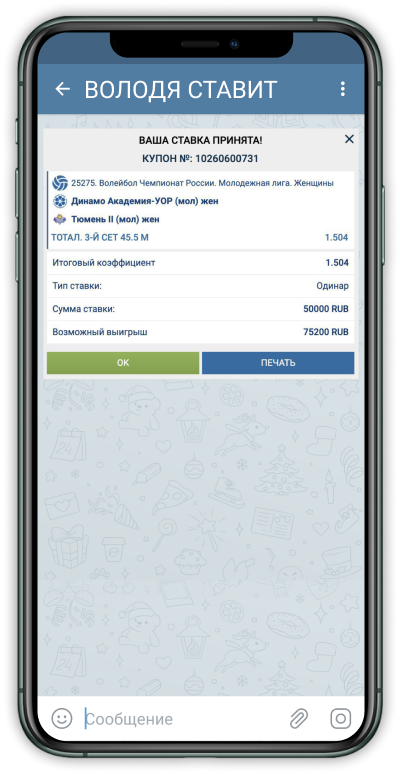 ВОЛОДЯ СТАВИТ
ВАША СТАВКА ПРИНЯТА!
КУПОН №: 10260600731
25275. Волейбол Чемпионат России. Молодежная лига. Женщины
Динамо Академия-УОР (мол) жен
Тюмень II (мол) жен
ТОТАЛ. 3-Й СЕТ 45.5 М 1.504
Итоговый коэффициент 1.504
Тип ставки: Одинар
Сумма ставки: 50000 RUB
Возможный выигрыш 75200 RUB
ОК ПЕЧАТЬ
Сообщение